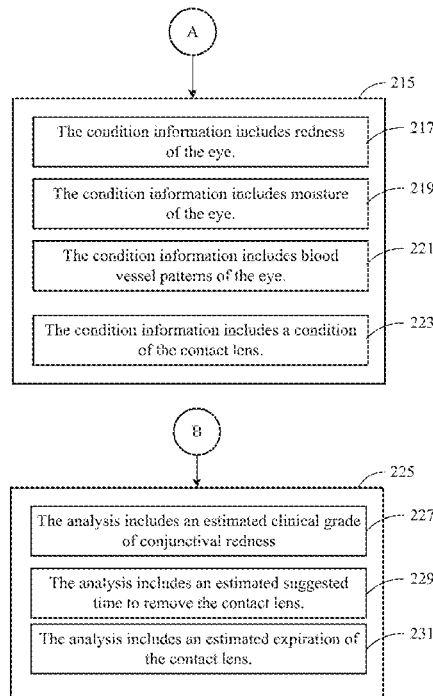 A
215
The condition information includes redness
of the eye.
217
The condition information includes moisture
of the eye.
219
The condition information includes blood
vessel patterns of the eye.
221
The condition information includes a condition
of the contact lens.
223
B
225
The analysis includes an estimated clinical grade
of conjunctival redness
227
The analysis includes an estimated suggested
time to remove the contact lens.
229
The analysis includes an estimated expiration of
the contact lens.
231